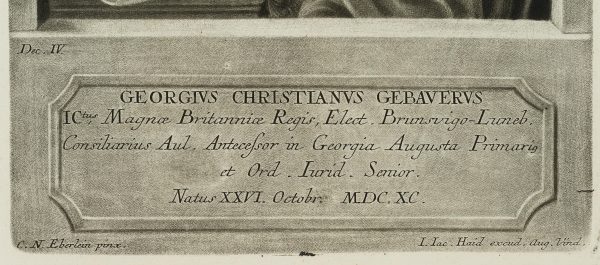 Dec. IV.
GEORGIVS CHRISTIANVS GEBAVERVS
ICtus, Magnæ Britanniæ Regis, Elect. Brunsvigo-Luneb.
Consiliarius Aul. Antecessor in Georgia Augusta Primario
et Ord. Iurid. Senior.
Natus XXVI. Octobr. MDC.XC.
C. N. Eberlein pinx.
I. Iac. Haid excud. Aug. Vind.